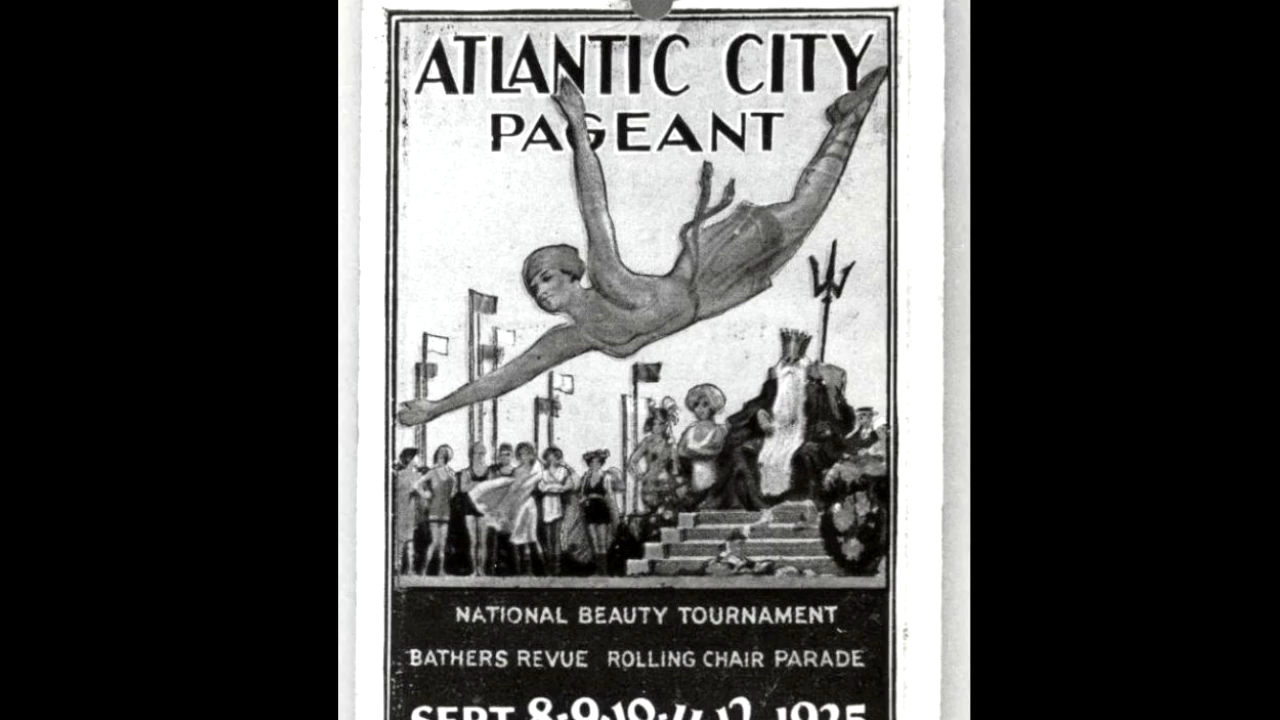 ATLANTIC CITY
PAGEANT
NATIONAL BEAUTY TOURNAMENT
BATHERS REVUE ROLLING CHAIR PARADE
SEPT 8·9·10·11·12 1925